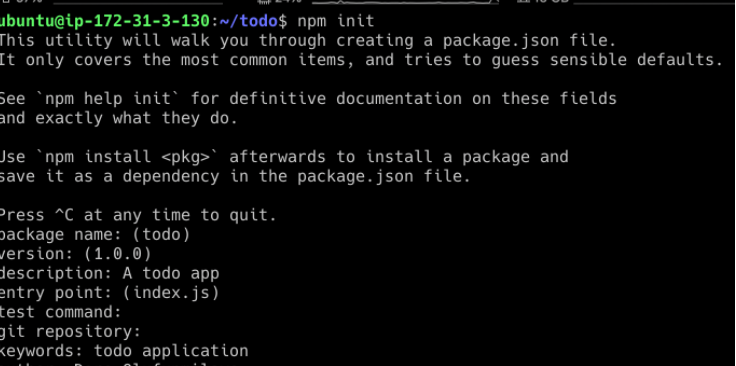 ubuntu@ip-172-31-3-130:~/todo$ npm init
This utility will walk you through creating a package.json file.
It only covers the most common items, and tries to guess sensible defaults.
See `npm help init` for definitive documentation on these fields
and exactly what they do.
Use `npm install <pkg>` afterwards to install a package and
save it as a dependency in the package.json file.
Press ^C at any time to quit.
package name: (todo)
version: (1.0.0)
description: A todo app
entry point: (index.js)
test command:
git repository:
keywords: todo application